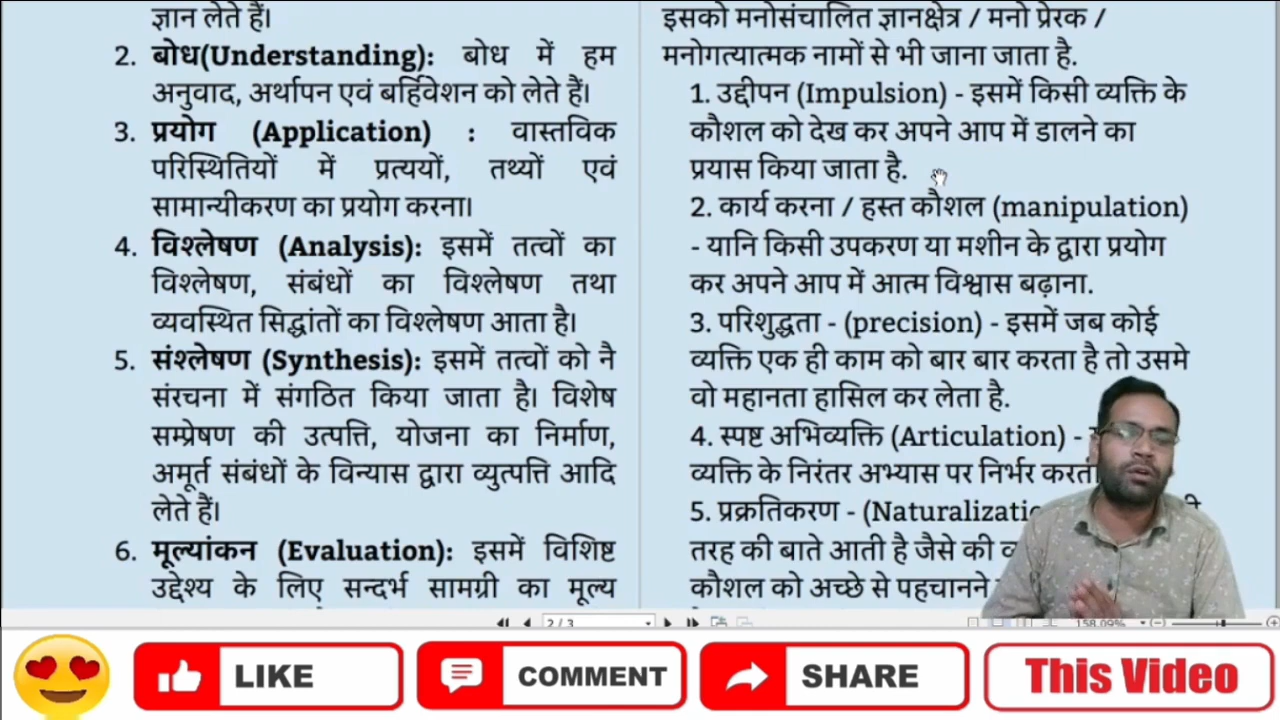 ज्ञान लेते हैं।
2. बोध(Understanding): बोध में हम
अनुवाद, अर्थापन एवं बर्हिवेशन को लेते हैं।
3. प्रयोग (Application) : वास्तविक
परिस्थितियों में प्रत्ययों, तथ्यों एवं
सामान्यीकरण का प्रयोग करना।
4. विश्लेषण (Analysis): इसमें तत्वों का
विश्लेषण, संबंधों का विश्लेषण तथा
व्यवस्थित सिद्धांतों का विश्लेषण आता है।
5. संश्लेषण (Synthesis): इसमें तत्वों को नै
संरचना में संगठित किया जाता है। विशेष
सम्प्रेषण की उत्पत्ति, योजना का निर्माण,
अमूर्त संबंधों के विन्यास द्वारा व्युत्पत्ति आदि
लेते हैं।
6. मूल्यांकन (Evaluation): इसमें विशिष्ट
उद्देश्य के लिए सन्दर्भ सामग्री का मूल्य
इसको मनोसंचालित ज्ञानक्षेत्र / मनो प्रेरक /
मनोगत्यात्मक नामों से भी जाना जाता है.
1. उद्दीपन (Impulsion) - इसमें किसी व्यक्ति के
कौशल को देख कर अपने आप में डालने का
प्रयास किया जाता है.
2. कार्य करना / हस्त कौशल (manipulation)
- यानि किसी उपकरण या मशीन के द्वारा प्रयोग
कर अपने आप में आत्म विश्वास बढ़ाना.
3. परिशुद्धता - (precision) - इसमें जब कोई
व्यक्ति एक ही काम को बार बार करता है तो उसमे
वो महानता हासिल कर लेता है.
4. स्पष्ट अभिव्यक्ति (Articulation) -
व्यक्ति के निरंतर अभ्यास पर निर्भर
5. प्रक्रतिकरण -
तरह की बाते आती है जैसे की
कौशल को अच्छे से पहचानने
2 / 3
158.09%
LIKE
COMMENT
SHARE
This Video